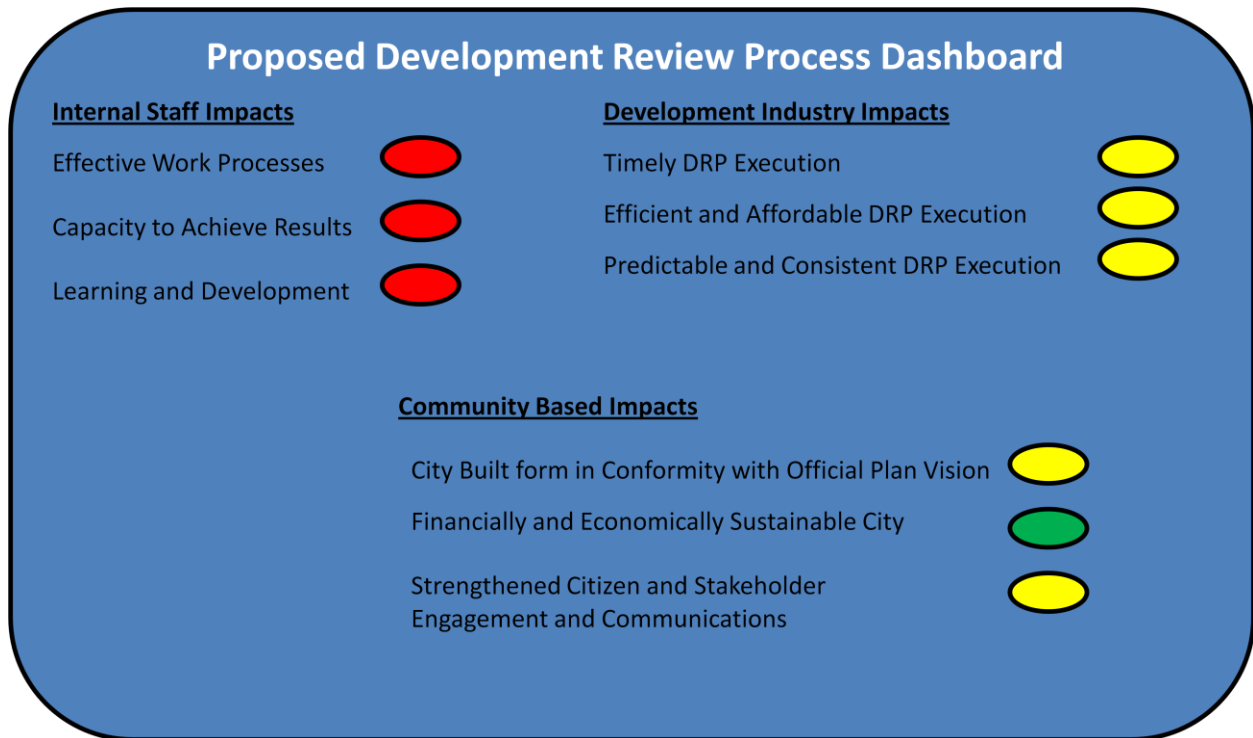 Proposed Development Review Process Dashboard
Internal Staff Impacts
Effective Work Processes
Capacity to Achieve Results
Learning and Development
Development Industry Impacts
Timely DRP Execution
Efficient and Affordable DRP Execution
Predictable and Consistent DRP Execution
Community Based Impacts
City Built form in Conformity with Official Plan Vision
Financially and Economically Sustainable City
Strengthened Citizen and Stakeholder
Engagement and Communications